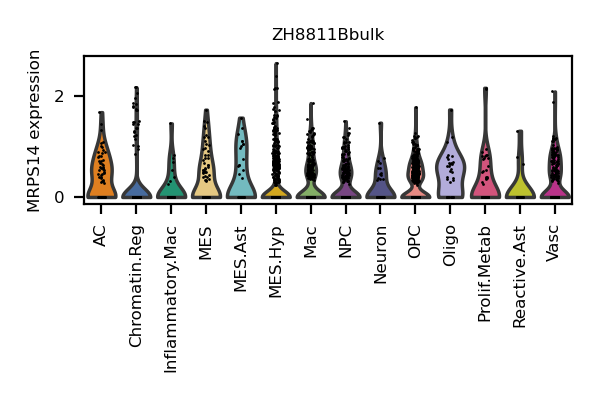 ZH8811Bbulk
MRPS14 expression
2
0
AC
Chromatin.Reg
Inflammatory.Mac
MES
MES.Ast
MES.Hyp
Mac
NPC
Neuron
OPC
Oligo
Prolif.Metab
Reactive.Ast
Vasc